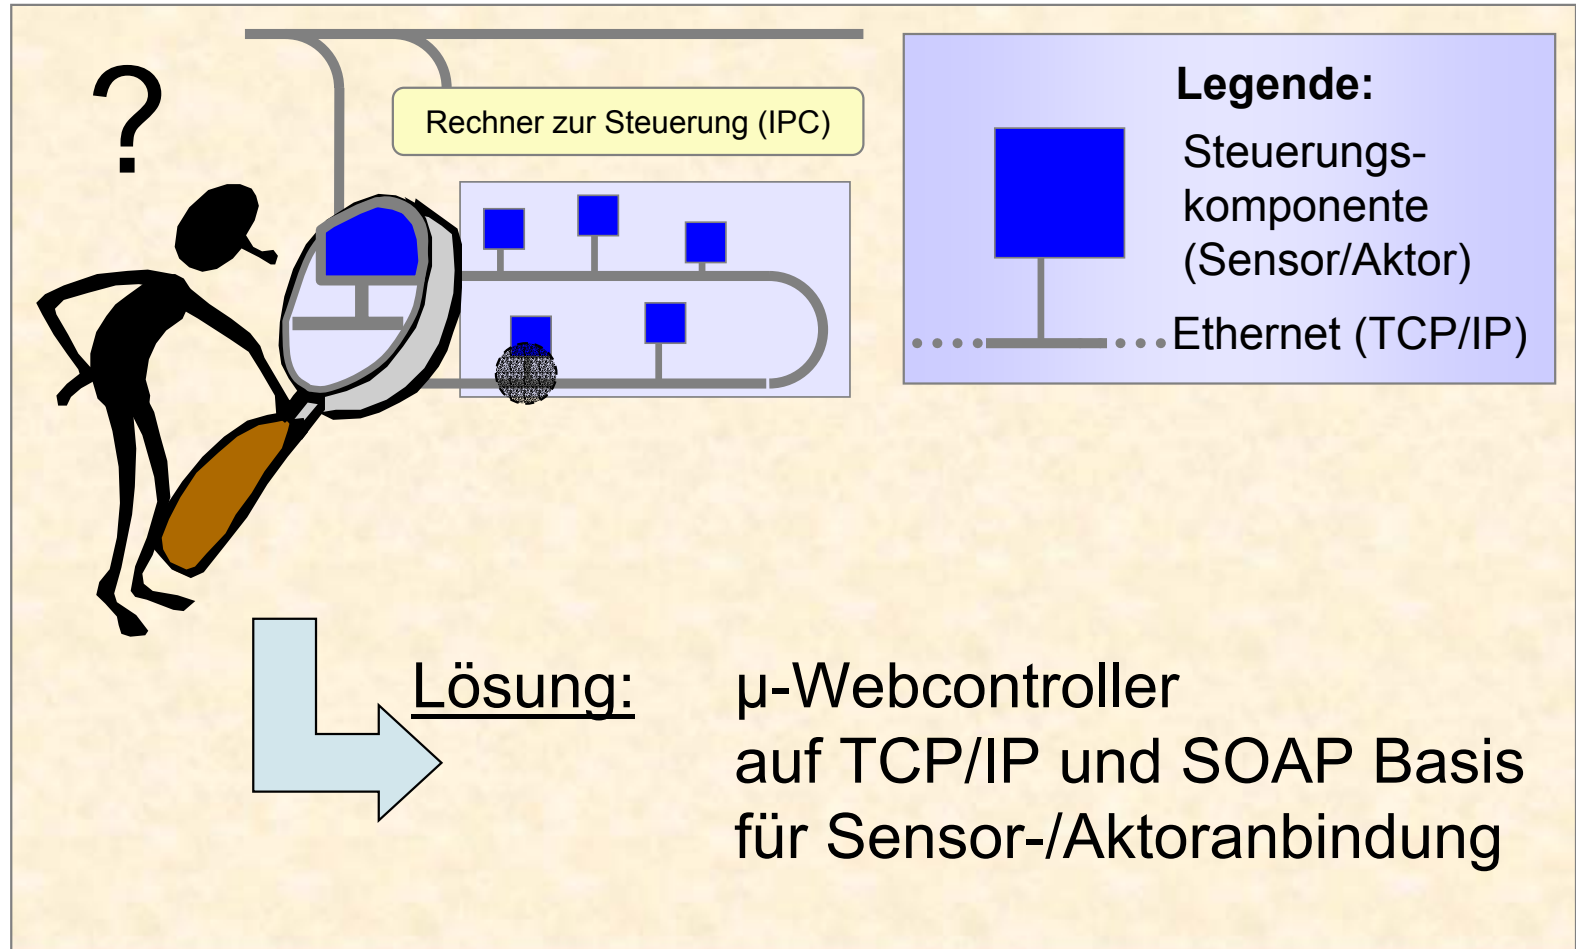 ?
Rechner zur Steuerung (IPC)
Legende:
Steuerungs-
komponente
(Sensor/Aktor)
Ethernet (TCP/IP)
Lösung: µ-Webcontroller
auf TCP/IP und SOAP Basis
für Sensor-/Aktoranbindung